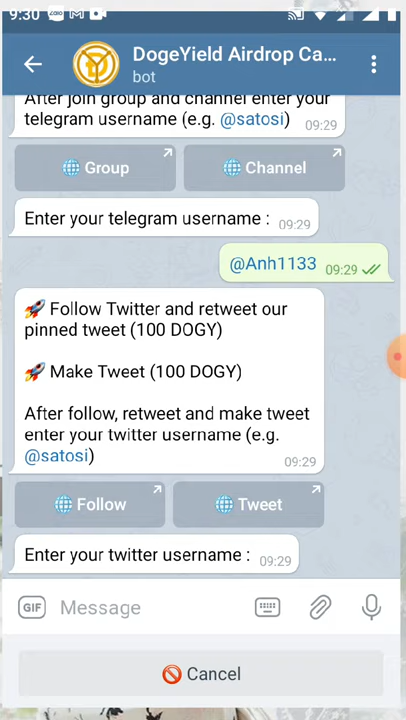 9:30
Zalo
DogeYield Airdrop Ca...
bot
After join group and channel enter your
telegram username (e.g. @satosi)
09:29
🌐 Group
🌐 Channel
Enter your telegram username :
09:29
@Anh1133
09:29
🚀 Follow Twitter and retweet our
pinned tweet (100 DOGY)
🚀 Make Tweet (100 DOGY)
After follow, retweet and make tweet
enter your twitter username (e.g.
@satosi)
09:29
🌐 Follow
🌐 Tweet
Enter your twitter username :
09:29
GIF
Message
🚫 Cancel